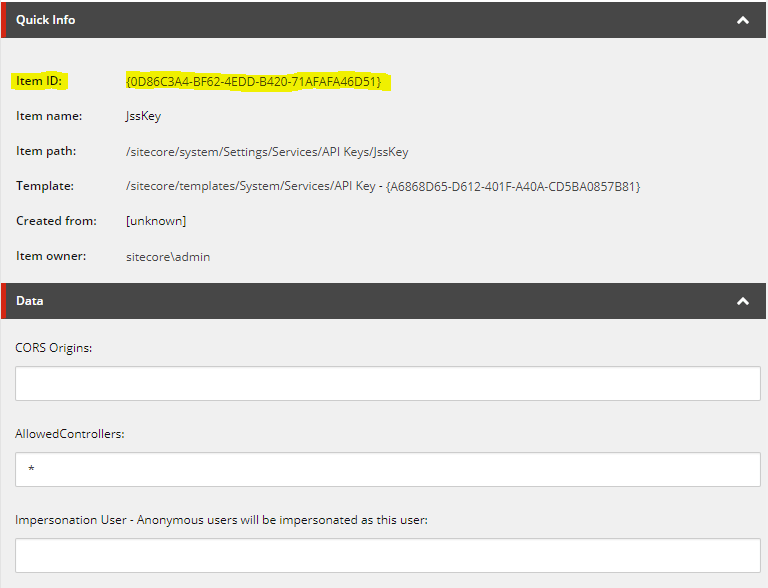 Quick Info
Item ID: {0D86C3A4-BF62-4EDD-B420-71AFAFA46D51}
Item name: JssKey
Item path: /sitecore/system/Settings/Services/API Keys/JssKey
Template: /sitecore/templates/System/Services/API Key - {A6868D65-D612-401F-A40A-CD5BA0857B81}
Created from: [unknown]
Item owner: sitecore\admin
Data
CORS Origins:
AllowedControllers:
*
Impersonation User - Anonymous users will be impersonated as this user: